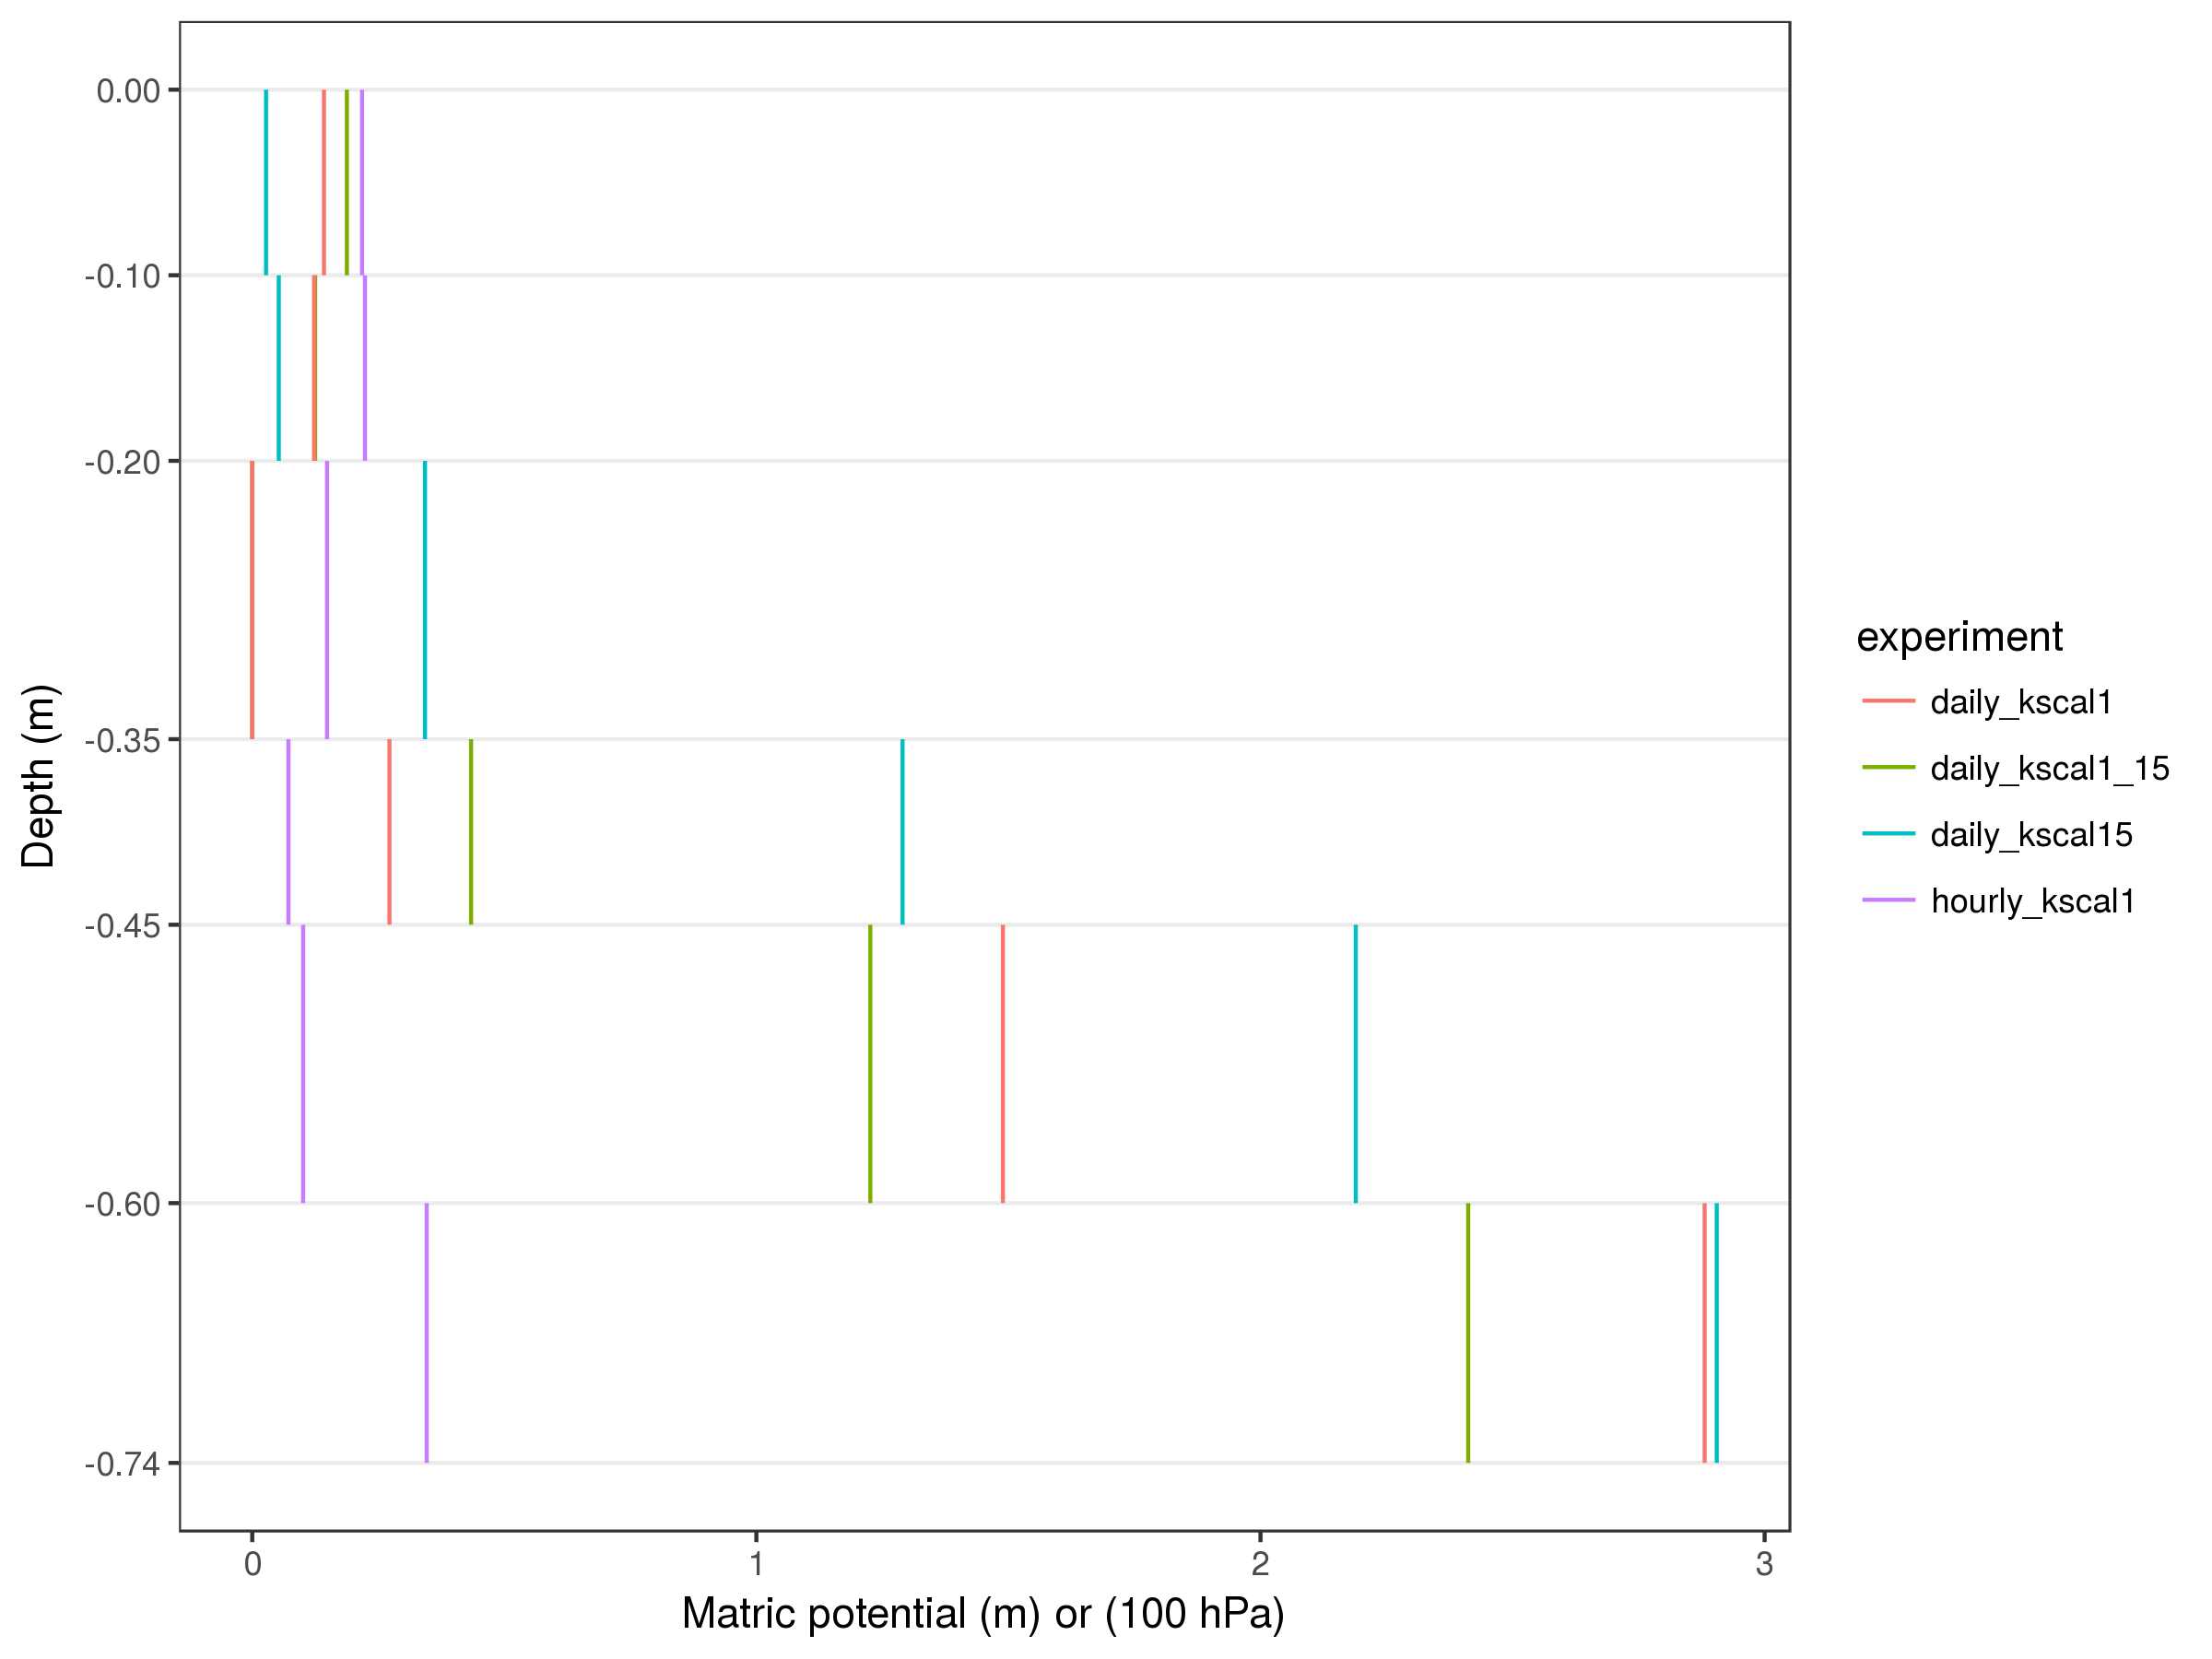 Depth (m)
0.00
-0.10
-0.20
-0.35
-0.45
-0.60
-0.74
0
1
2
3
Matric potential (m) or (100 hPa)
experiment
daily_kscal1
daily_kscal1_15
daily_kscal15
hourly_kscal1